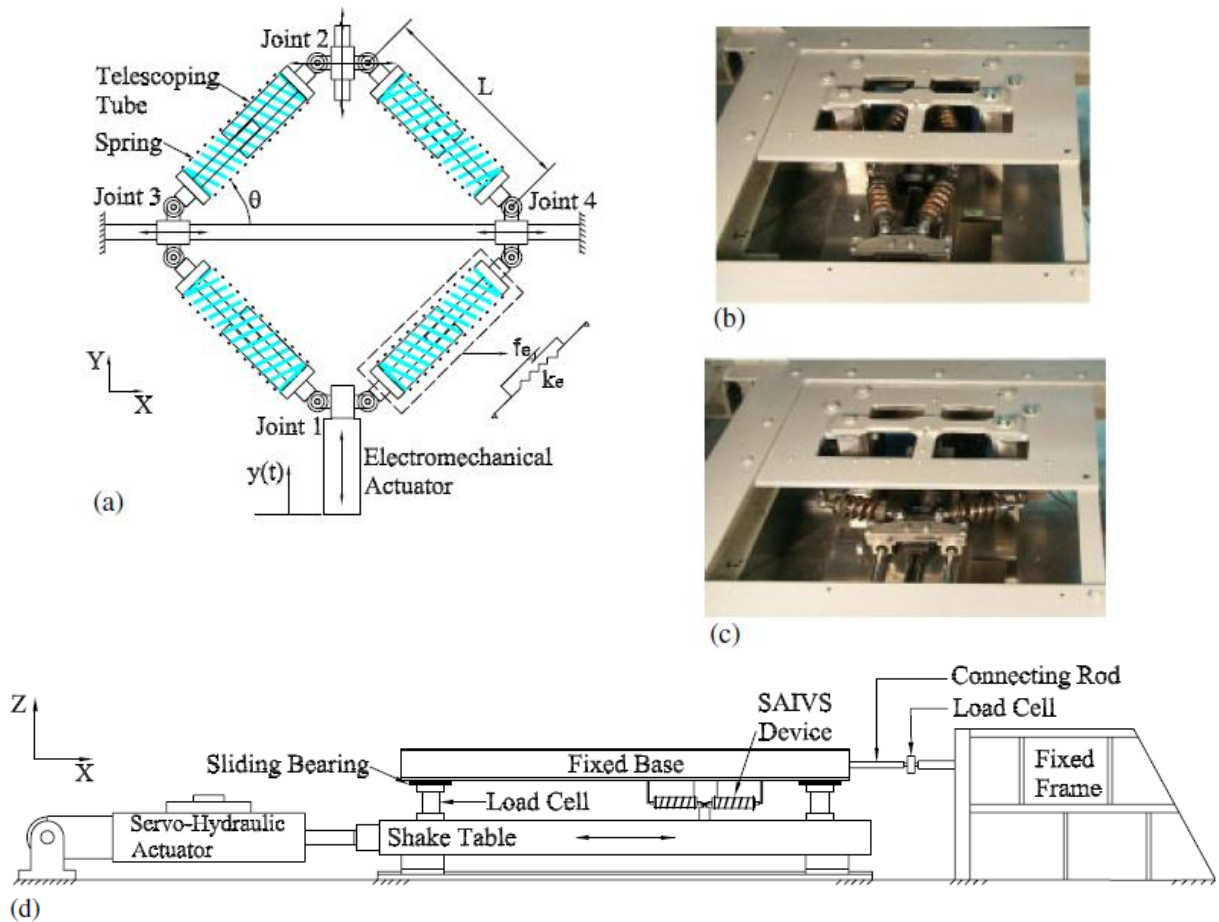 Joint 2
Telescoping
Tube
Spring
L
Joint 3
θ
Joint 4
Y
X
fe
ke
Joint 1
y(t)
Electromechanical
Actuator
(a)
(b)
(c)
Connecting Rod
SAIVS
Device
Load Cell
Z
X
Sliding Bearing
Fixed Base
Fixed
Frame
Load Cell
Servo-Hydraulic
Actuator
Shake Table
(d)